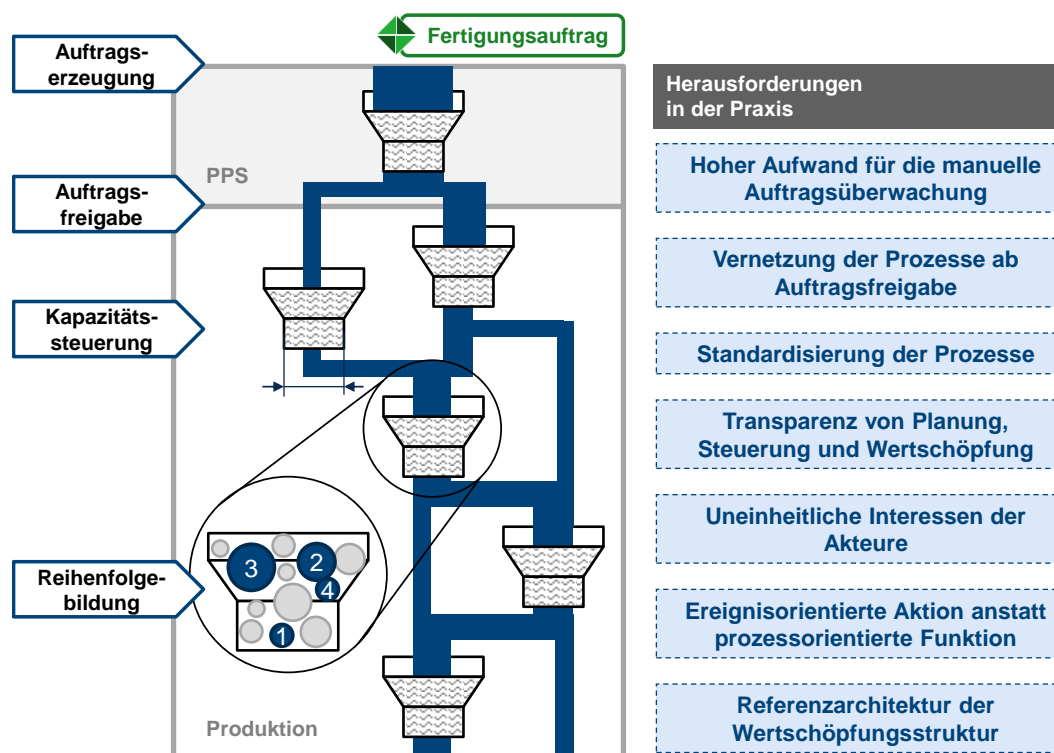 Fertigungsauftrag
Auftrags-
erzeugung
PPS
Auftrags-
freigabe
Kapazitäts-
steuerung
Reihenfolge-
bildung
3
2
4
1
Produktion
Herausforderungen
in der Praxis
Hoher Aufwand für die manuelle
Auftragsüberwachung
Vernetzung der Prozesse ab
Auftragsfreigabe
Standardisierung der Prozesse
Transparenz von Planung,
Steuerung und Wertschöpfung
Uneinheitliche Interessen der
Akteure
Ereignisorientierte Aktion anstatt
prozessorientierte Funktion
Referenzarchitektur der
Wertschöpfungsstruktur